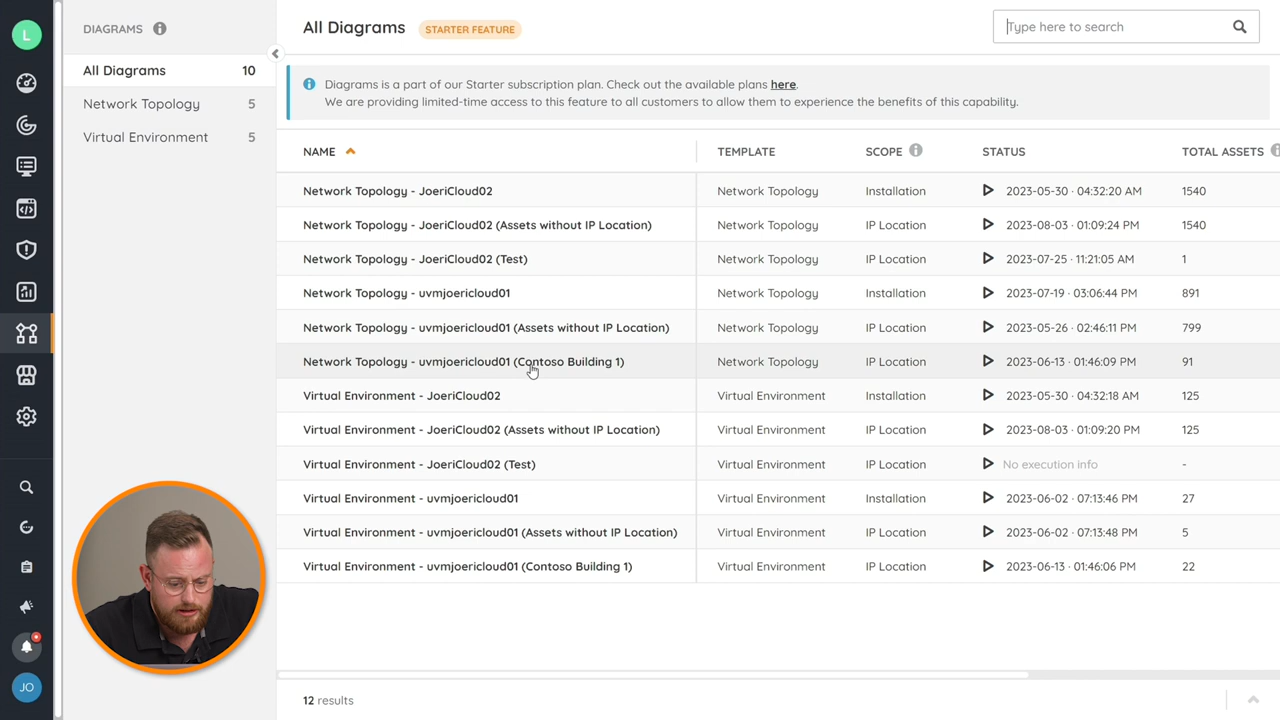 L
DIAGRAMS
All Diagrams 10
Network Topology 5
Virtual Environment 5
JO
All Diagrams STARTER FEATURE
Type here to search
Diagrams is a part of our Starter subscription plan. Check out the available plans here.
We are providing limited-time access to this feature to all customers to allow them to experience the benefits of this capability.
NAME TEMPLATE SCOPE STATUS TOTAL ASSETS
Network Topology - JoeriCloud02 Network Topology Installation 2023-05-30 · 04:32:20 AM 1540
Network Topology - JoeriCloud02 (Assets without IP Location) Network Topology IP Location 2023-08-03 · 01:09:24 PM 1540
Network Topology - JoeriCloud02 (Test) Network Topology IP Location 2023-07-25 · 11:21:05 AM 1
Network Topology - uvmjoericloud01 Network Topology Installation 2023-07-19 · 03:06:44 PM 891
Network Topology - uvmjoericloud01 (Assets without IP Location) Network Topology IP Location 2023-05-26 · 02:46:11 PM 799
Network Topology - uvmjoericloud01 (Contoso Building 1) Network Topology IP Location 2023-06-13 · 01:46:09 PM 91
Virtual Environment - JoeriCloud02 Virtual Environment Installation 2023-05-30 · 04:32:18 AM 125
Virtual Environment - JoeriCloud02 (Assets without IP Location) Virtual Environment IP Location 2023-08-03 · 01:09:20 PM 125
Virtual Environment - JoeriCloud02 (Test) Virtual Environment IP Location No execution info -
Virtual Environment - uvmjoericloud01 Virtual Environment Installation 2023-06-02 · 07:13:46 PM 27
Virtual Environment - uvmjoericloud01 (Assets without IP Location) Virtual Environment IP Location 2023-06-02 · 07:13:48 PM 5
Virtual Environment - uvmjoericloud01 (Contoso Building 1) Virtual Environment IP Location 2023-06-13 · 01:46:06 PM 22
12 results